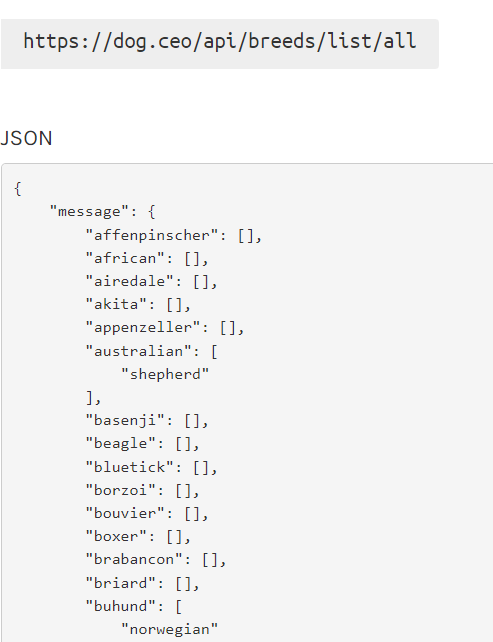 https://dog.ceo/api/breeds/list/all
JSON
{
    "message": {
        "affenpinscher": [],
        "african": [],
        "airedale": [],
        "akita": [],
        "appenzeller": [],
        "australian": [
            "shepherd"
        ],
        "basenji": [],
        "beagle": [],
        "bluetick": [],
        "borzoi": [],
        "bouvier": [],
        "boxer": [],
        "brabancon": [],
        "briard": [],
        "buhund": [
            "norwegian"